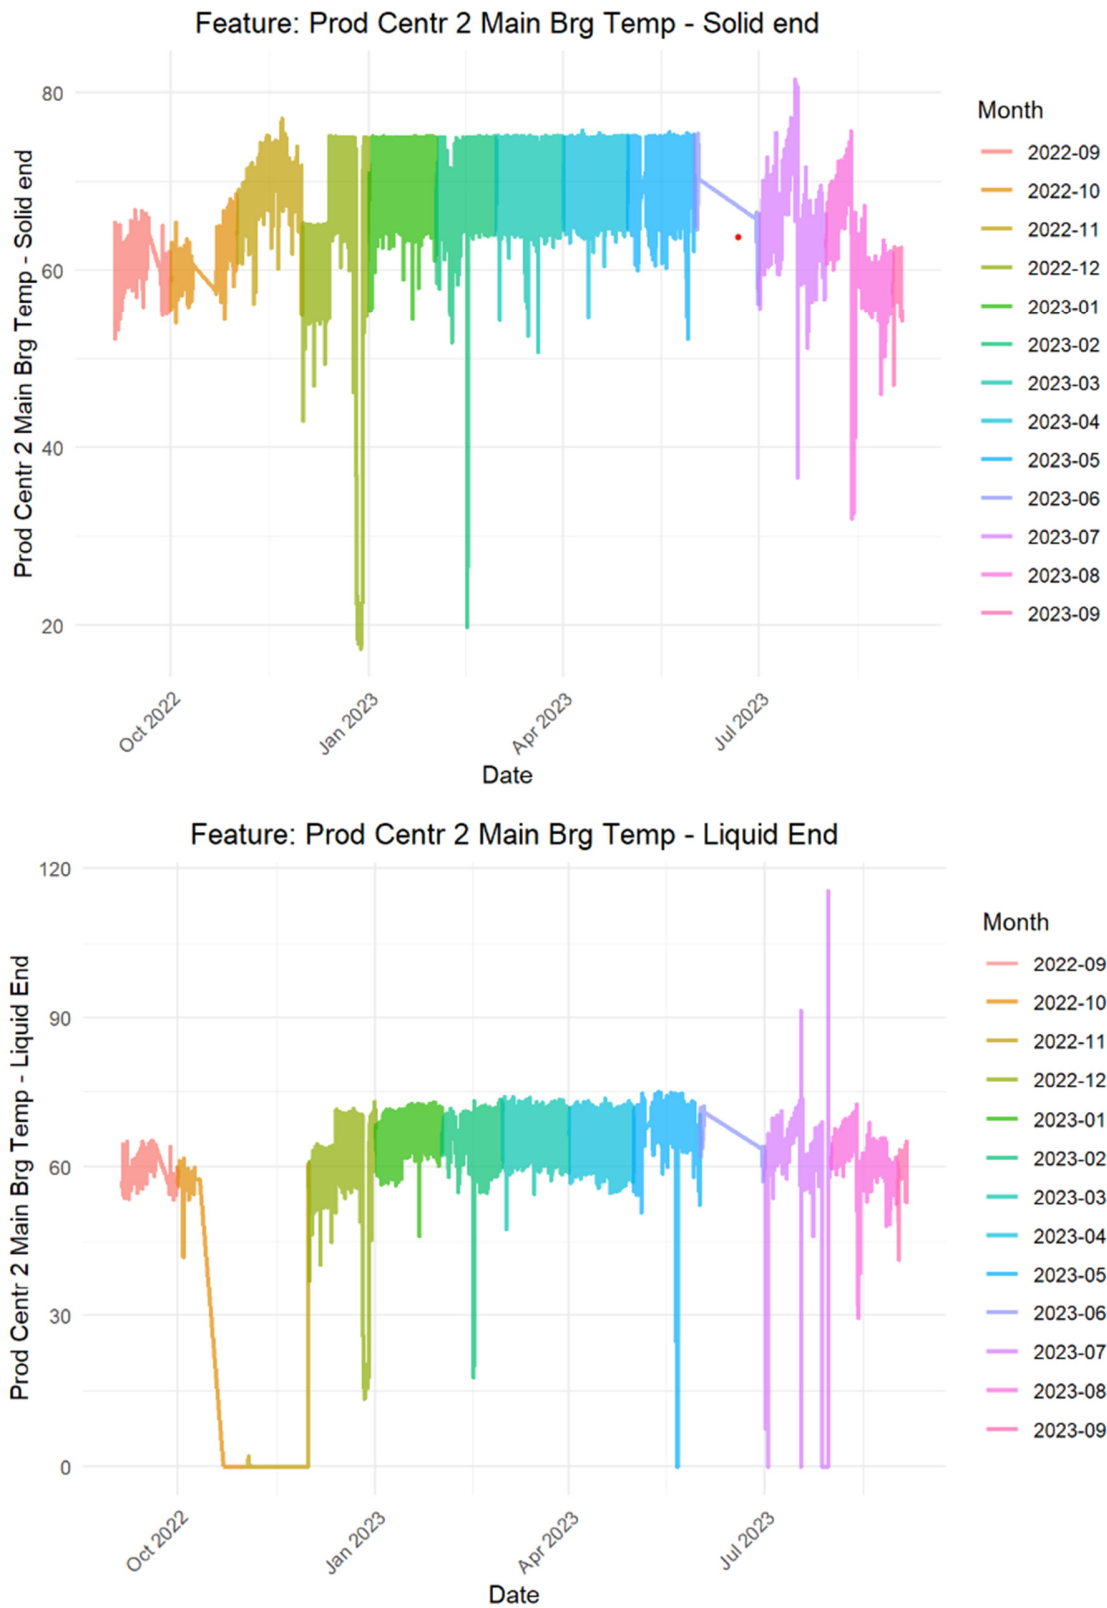 Feature: Prod Centr 2 Main Brg Temp - Solid end
Prod Centr 2 Main Brg Temp - Solid end
80
60
40
20
Oct 2022
Jan 2023
Apr 2023
Jul 2023
Date
Month
2022-09
2022-10
2022-11
2022-12
2023-01
2023-02
2023-03
2023-04
2023-05
2023-06
2023-07
2023-08
2023-09
Feature: Prod Centr 2 Main Brg Temp - Liquid End
Prod Centr 2 Main Brg Temp - Liquid End
120
90
60
30
0
Oct 2022
Jan 2023
Apr 2023
Jul 2023
Date
Month
2022-09
2022-10
2022-11
2022-12
2023-01
2023-02
2023-03
2023-04
2023-05
2023-06
2023-07
2023-08
2023-09